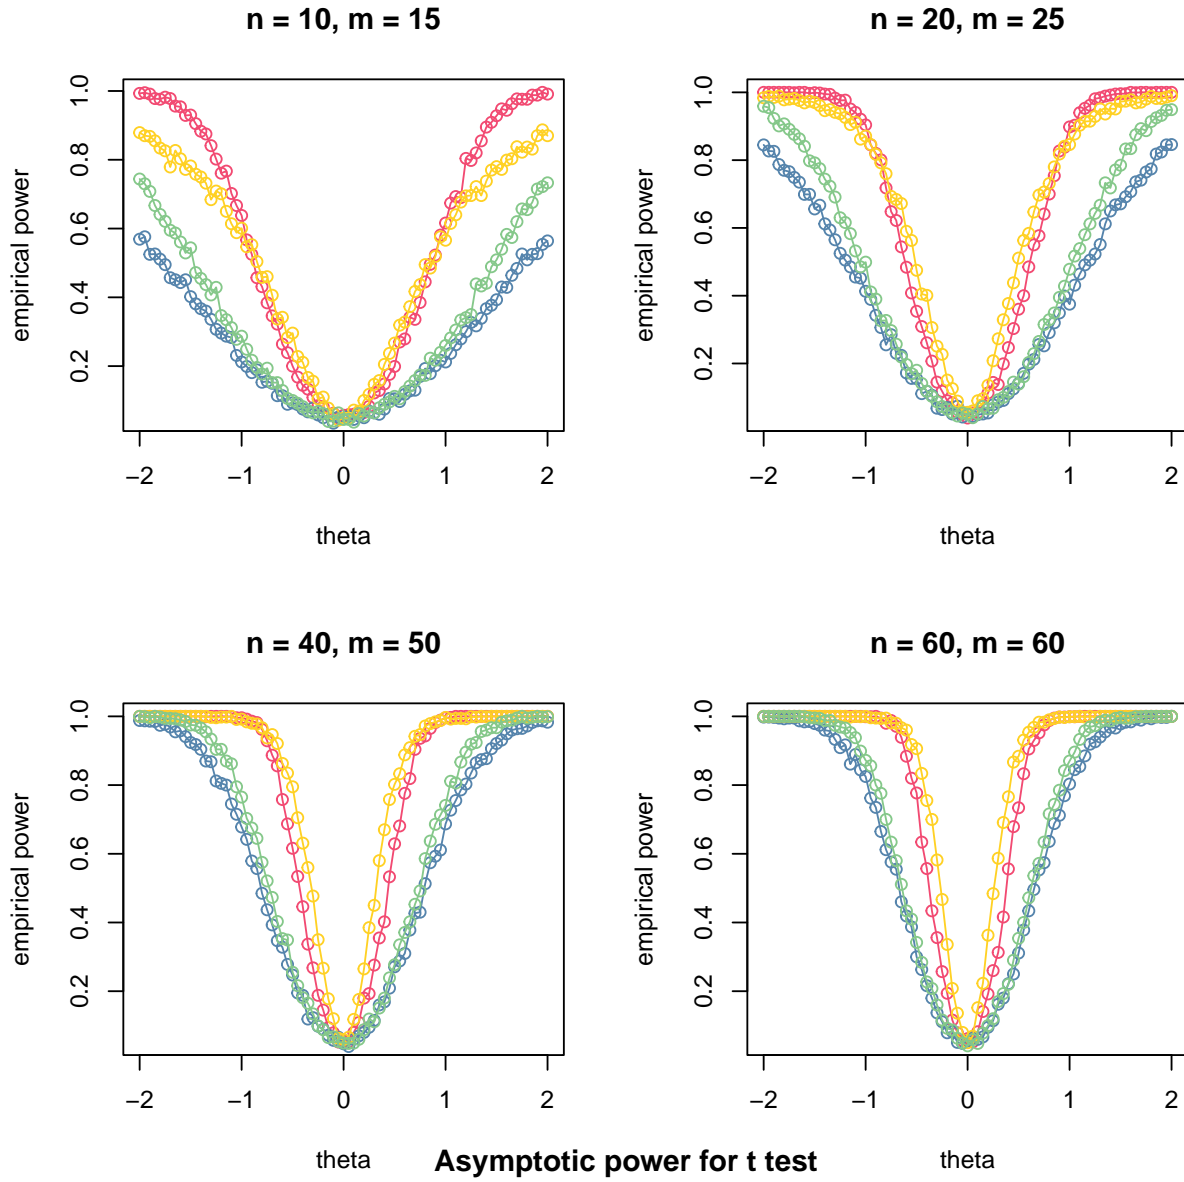 n = 10, m = 15
empirical power
1.0
0.8
0.6
0.4
0.2
−2 −1 0 1 2
theta
n = 20, m = 25
empirical power
1.0
0.8
0.6
0.4
0.2
−2 −1 0 1 2
theta
n = 40, m = 50
empirical power
1.0
0.8
0.6
0.4
0.2
−2 −1 0 1 2
theta
n = 60, m = 60
empirical power
1.0
0.8
0.6
0.4
0.2
−2 −1 0 1 2
theta
Asymptotic power for t test